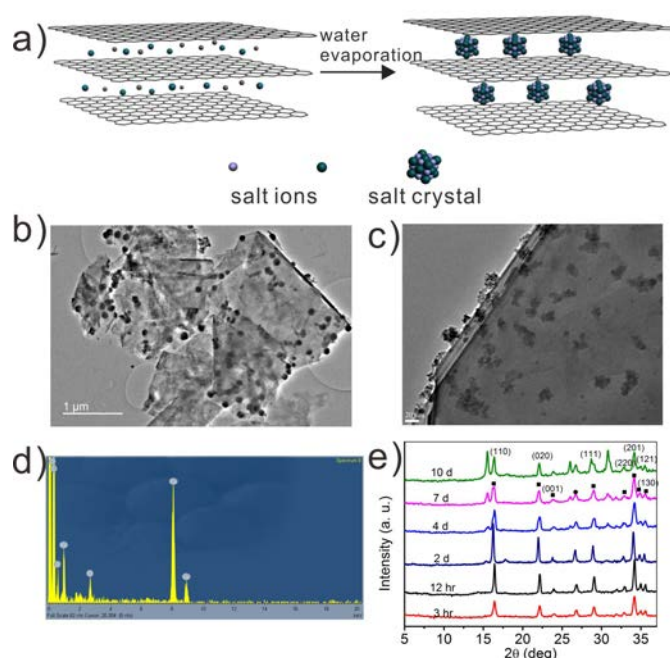 a)
water
evaporation
salt ions
salt crystal
b)
1 μm
c)
d)
e)
10 d
7 d
4 d
2 d
12 hr
3 hr
(110)
(020)
(001)
(111)
(220)
(201)
(121)
(130)
Intensity (a. u.)
5 10 15 20 25 30 35
2θ (deg)